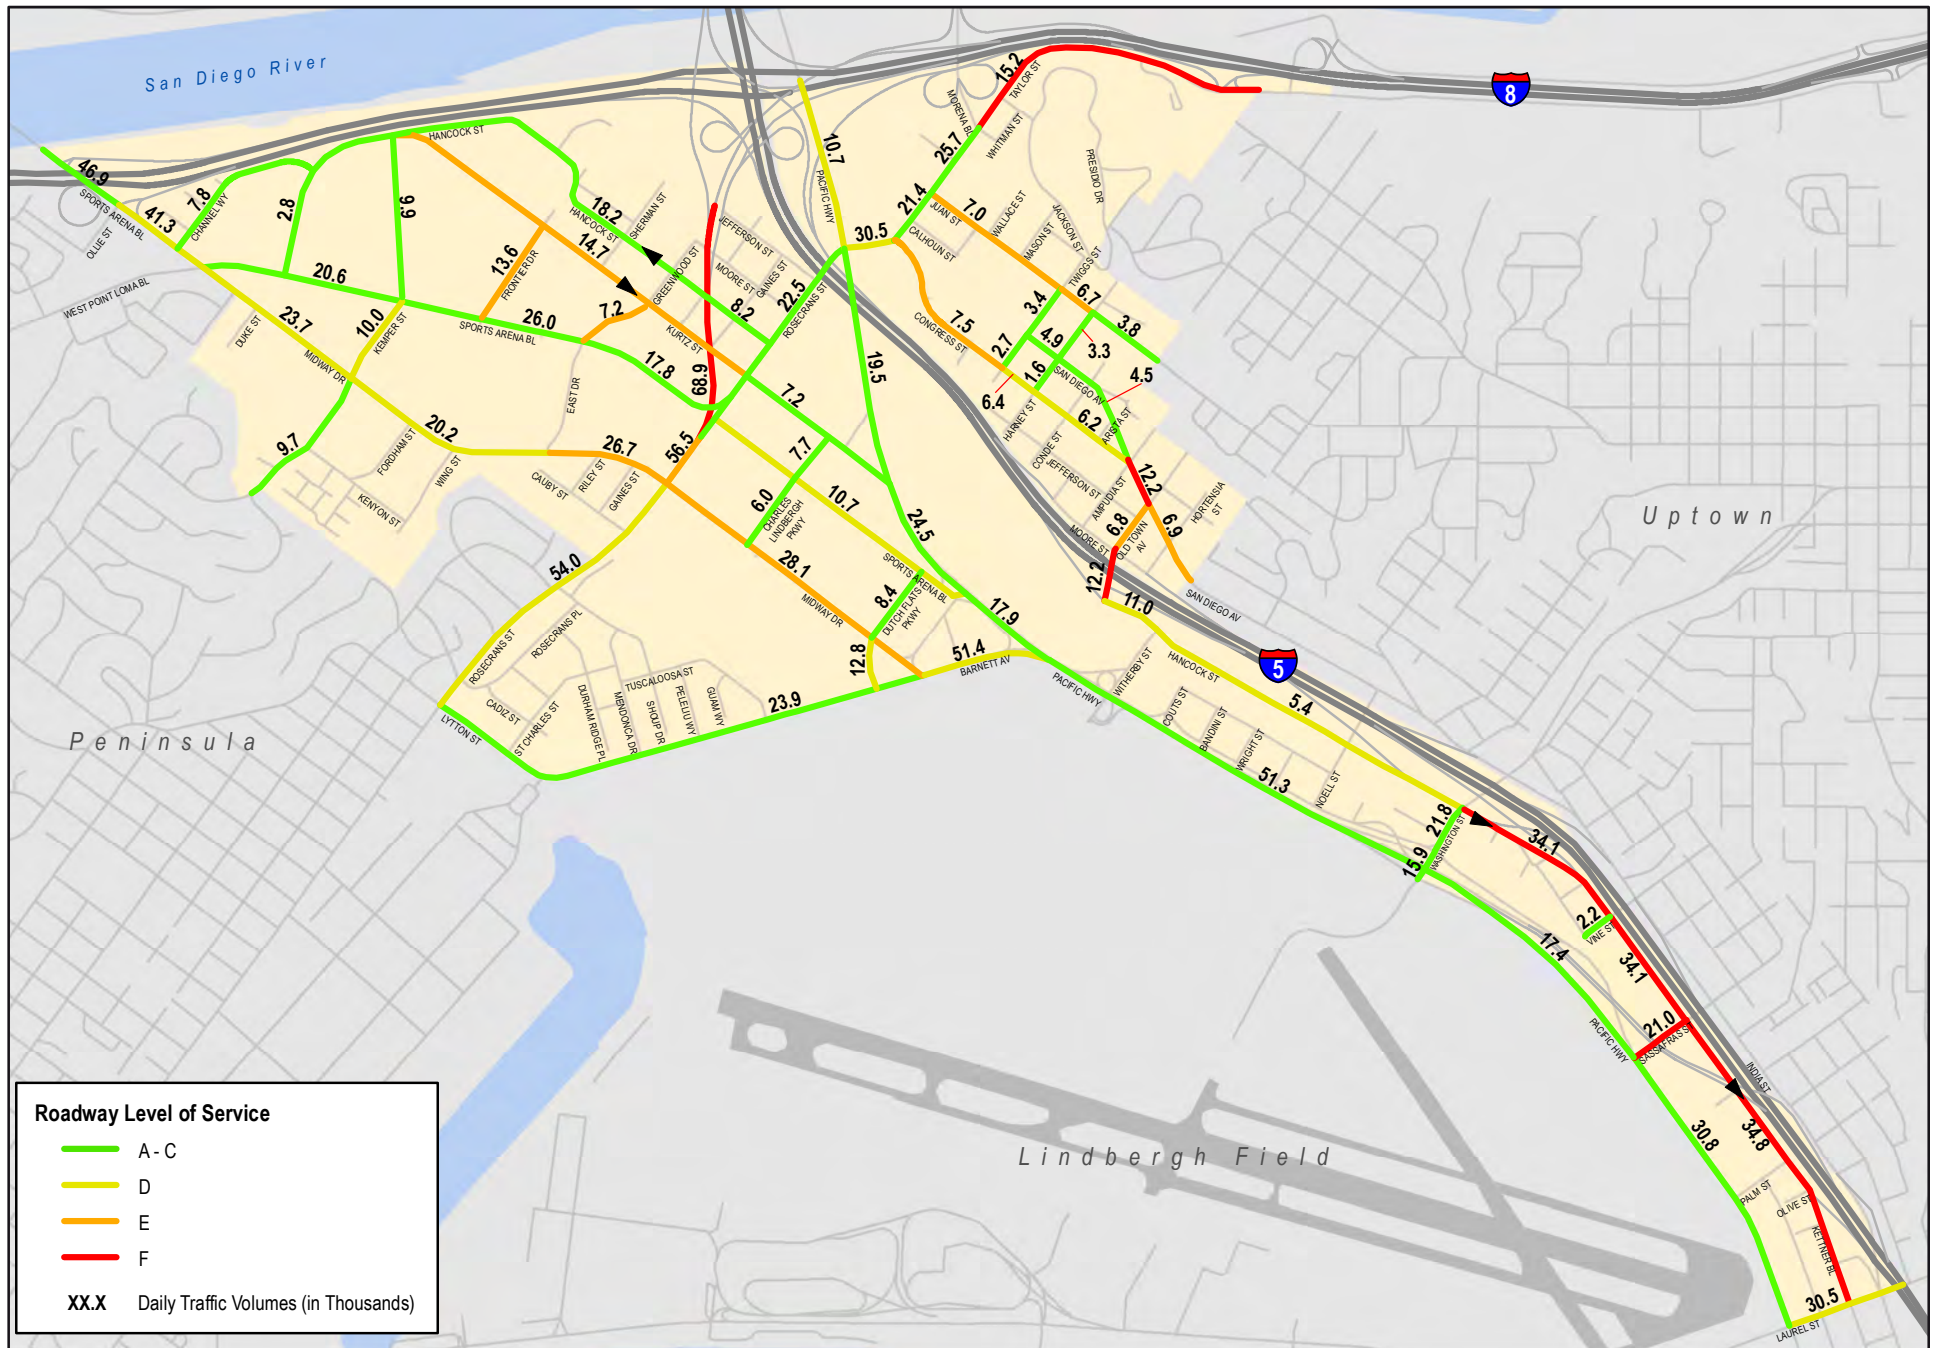 San Diego River
8
15.2
TAYLOR ST
MORENA BL
WHITMAN ST
25.7
PRESIDIO DR
10.7
PACIFIC HWY
HANCOCK ST
46.9
SPORTS ARENA BL
41.3
OLLIE ST
7.8
CHANNEL WY
2.8
9.9
18.2
HANCOCK ST
SHERMAN ST
14.7
13.6
FRONTIER DR
GREENWOOD ST
JEFFERSON ST
MOORE ST
GAINES ST
8.2
22.5
ROSECRANS ST
30.5
21.4
JUAN ST
CALHOUN ST
7.0
WALLACE ST
MASON ST
JACKSON ST
TWIGGS ST
6.7
3.8
3.4
4.9
3.3
4.5
2.7
1.6
SAN DIEGO AV
6.4
7.5
CONGRESS ST
6.2
HARNEY ST
CONDE ST
ARISTA ST
JEFFERSON ST
AMPUDIA ST
MOORE ST
12.2
6.8
OLD TOWN
AV
6.9
HORTENSIA
ST
SAN DIEGO AV
12.2
11.0
WEST POINT LOMA BL
20.6
23.7
DUKE ST
MIDWAY DR
10.0
KEMPER ST
SPORTS ARENA BL
26.0
7.2
KURTZ ST
17.8
68.9
EAST DR
19.5
7.2
9.7
20.2
FORDHAM ST
WING ST
KENYON ST
26.7
CAUBY ST
RILEY ST
GAINES ST
56.5
7.7
6.0
CHARLES
LINDBERGH
PKWY
10.7
24.5
SPORTS ARENA BL
28.1
MIDWAY DR
8.4
DUTCH FLATS
PKWY
17.9
54.0
ROSECRANS ST
ROSECRANS PL
12.8
51.4
BARNETT AV
PACIFIC HWY
WITHERBY ST
HANCOCK ST
5
5.4
Uptown
Peninsula
LYTTON ST
CADIZ ST
ST CHARLES ST
DURHAM RIDGE PL
MENDONCA DR
TUSCALOOSA ST
SHOUP DR
PELELIU WY
GUAM WY
23.9
COUTS ST
BANDINI ST
WRIGHT ST
51.3
NOELL ST
21.8
WASHINGTON ST
15.9
34.1
2.2
VINE ST
34.1
17.4
21.0
SASSAFRAS ST
PACIFIC HWY
INDIA ST
34.8
30.8
PALM ST
OLIVE ST
KETTNER BL
30.5
LAUREL ST
Lindbergh Field
Roadway Level of Service
A - C
D
E
F
XX.X Daily Traffic Volumes (in Thousands)